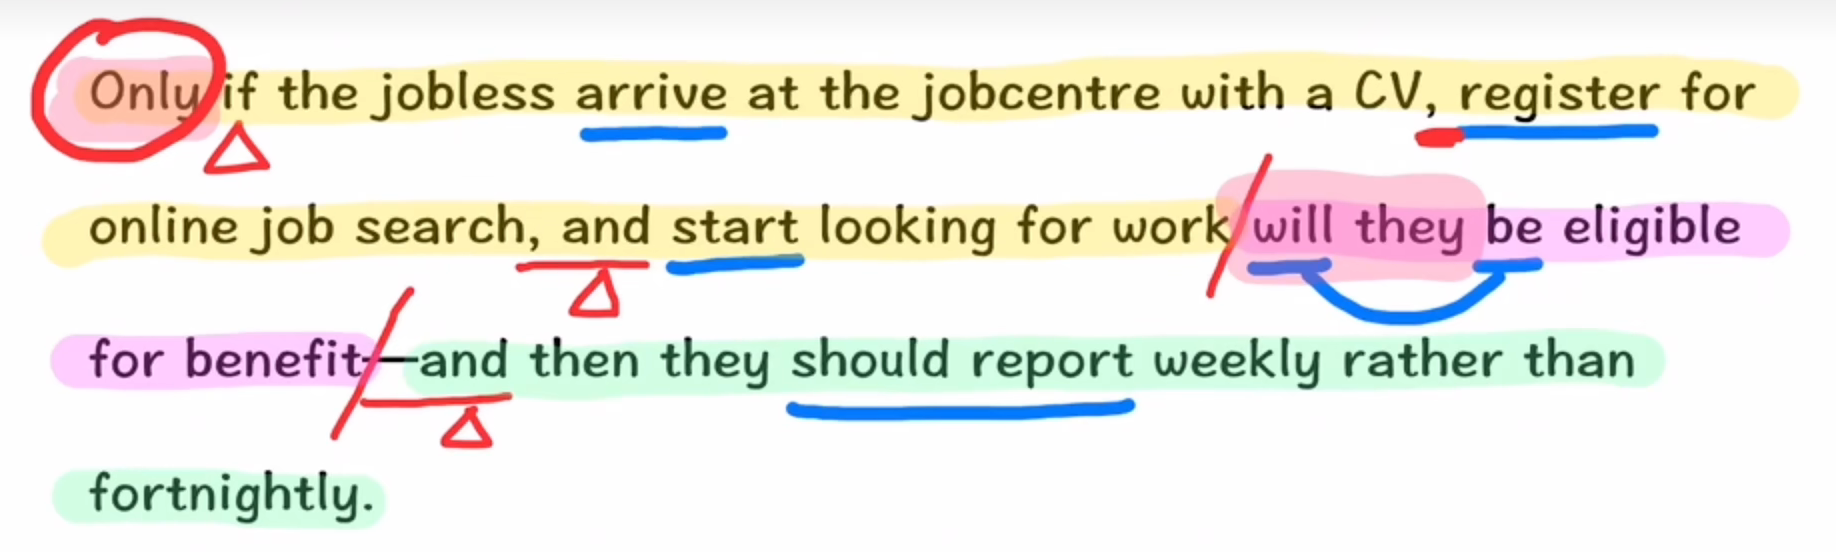 Only if the jobless arrive at the jobcentre with a CV, register for
online job search, and start looking for work will they be eligible
for benefit—and then they should report weekly rather than
fortnightly.